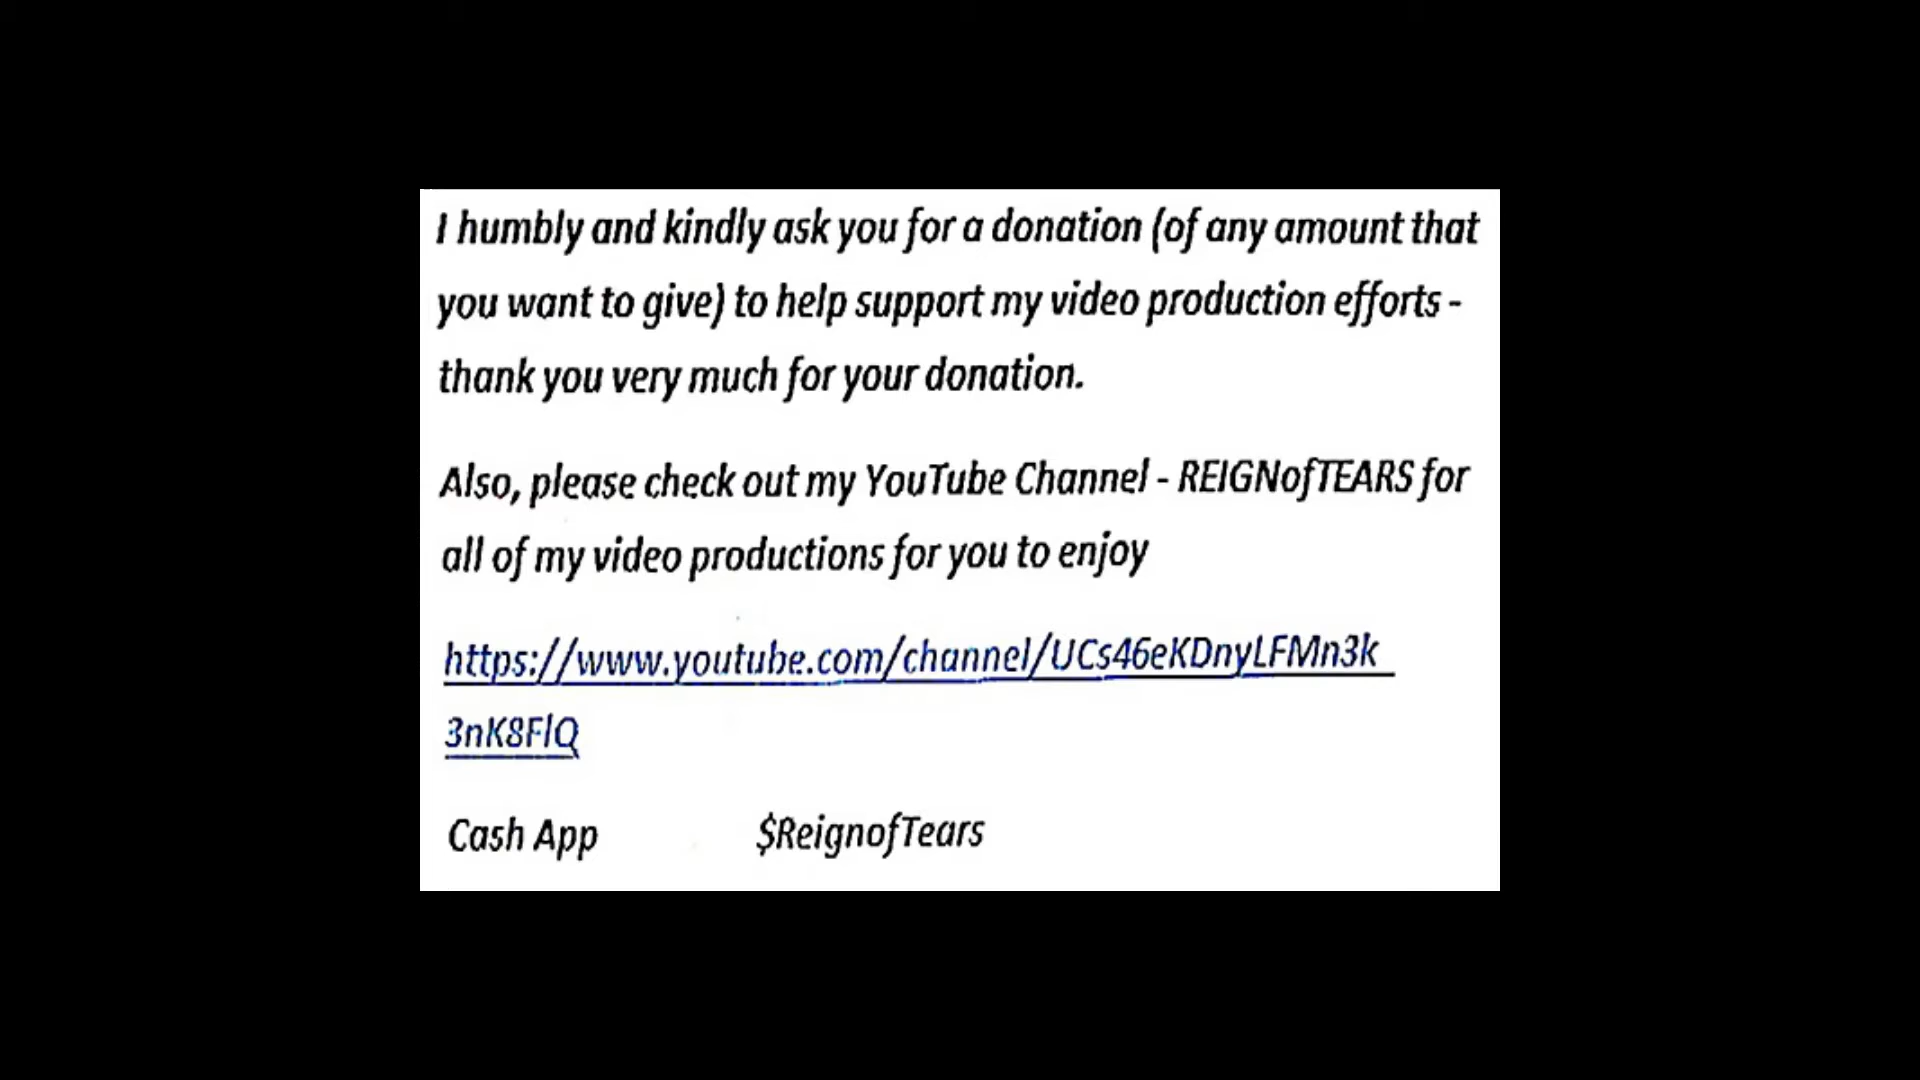 I humbly and kindly ask you for a donation (of any amount that
you want to give) to help support my video production efforts -
thank you very much for your donation.
Also, please check out my YouTube Channel - REIGNofTEARS for
all of my video productions for you to enjoy
https://www.youtube.com/channel/UCs46eKDnyLFMn3k_
3nK8FlQ
Cash App $ReignofTears